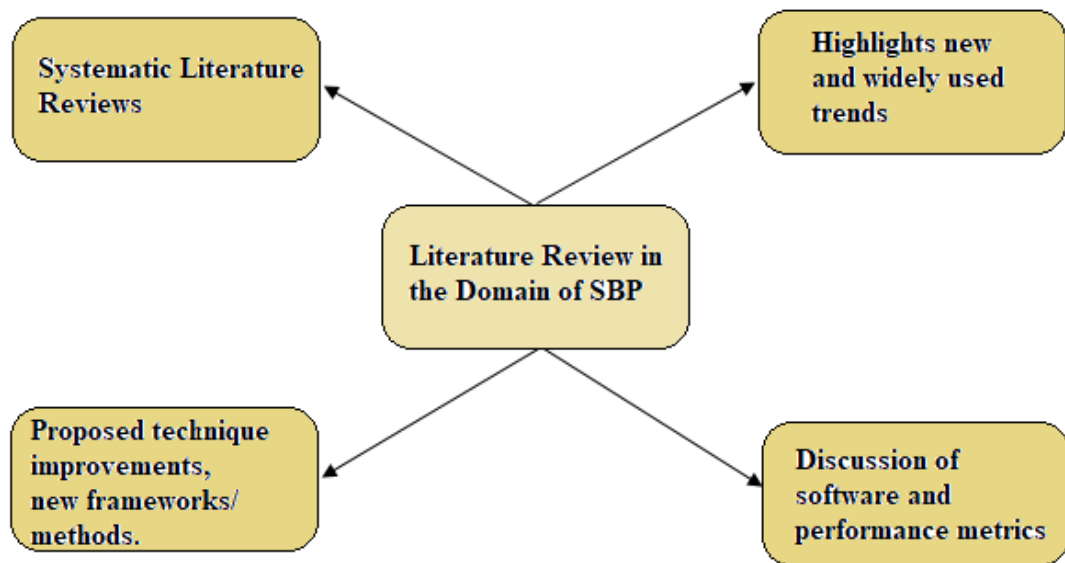 Systematic Literature
Reviews
Highlights new
and widely used
trends
Literature Review in
the Domain of SBP
Proposed technique
improvements,
new frameworks/
methods.
Discussion of
software and
performance metrics